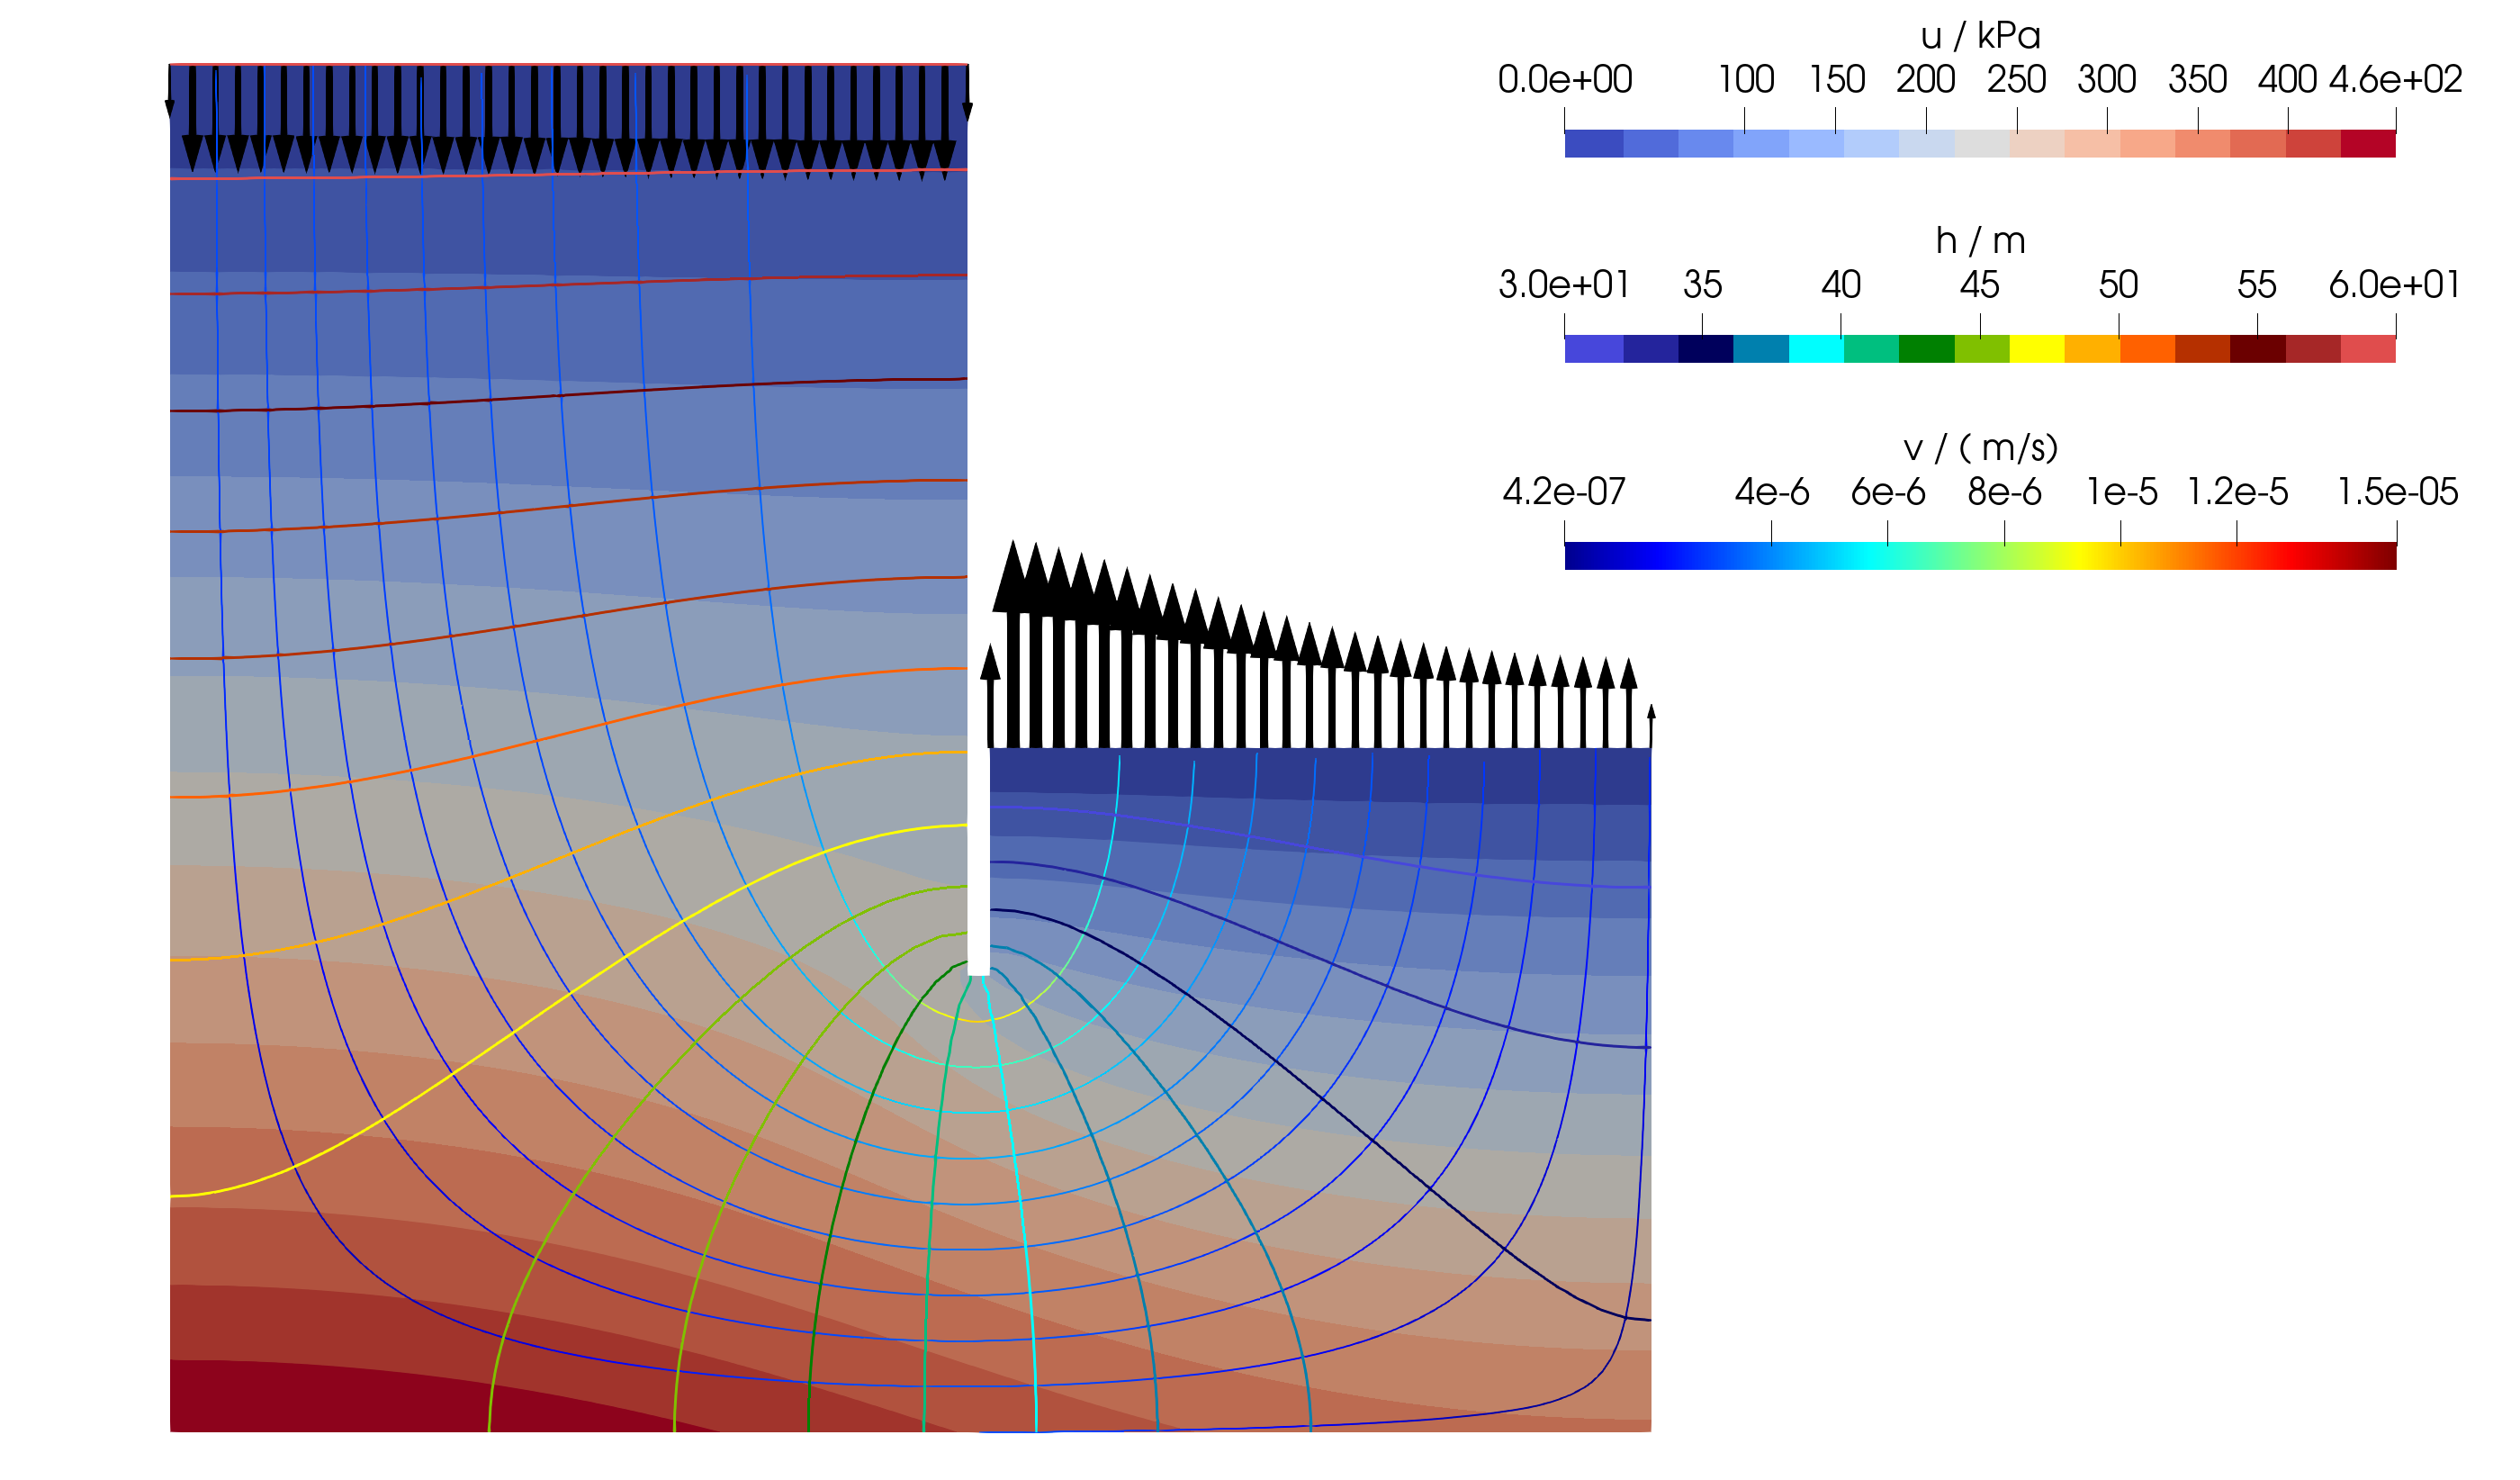 u / kPa
0.0e+00 100 150 200 250 300 350 400 4.6e+02
h / m
3.0e+01 35 40 45 50 55 6.0e+01
v / ( m/s)
4.2e-07 4e-6 6e-6 8e-6 1e-5 1.2e-5 1.5e-05